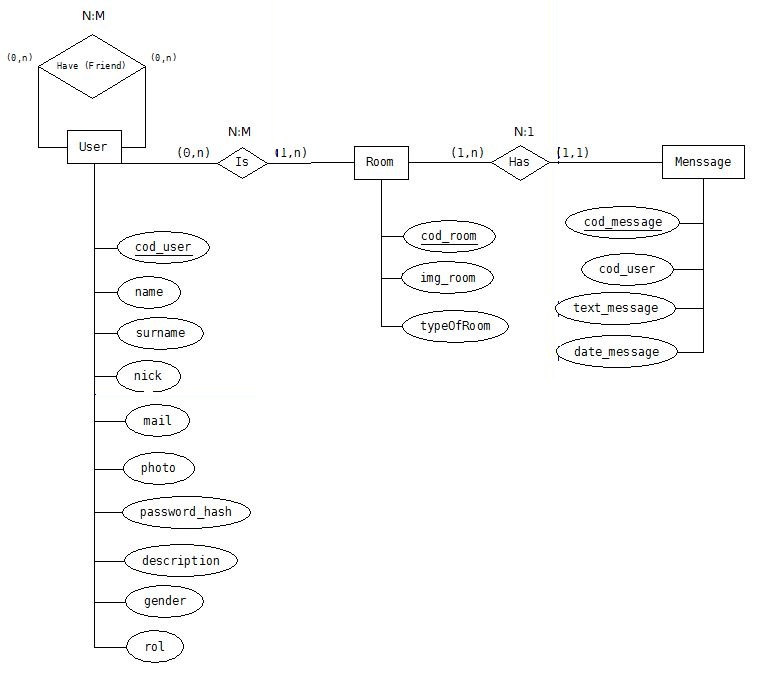 N:M
(0,n) Have (Friend) (0,n)
User (0,n) N:M Is (1,n) Room (1,n) N:1 Has (1,1) Menssage
cod_user
name
surname
nick
mail
photo
password_hash
description
gender
rol
cod_room
img_room
typeOfRoom
cod_message
cod_user
text_message
date_message